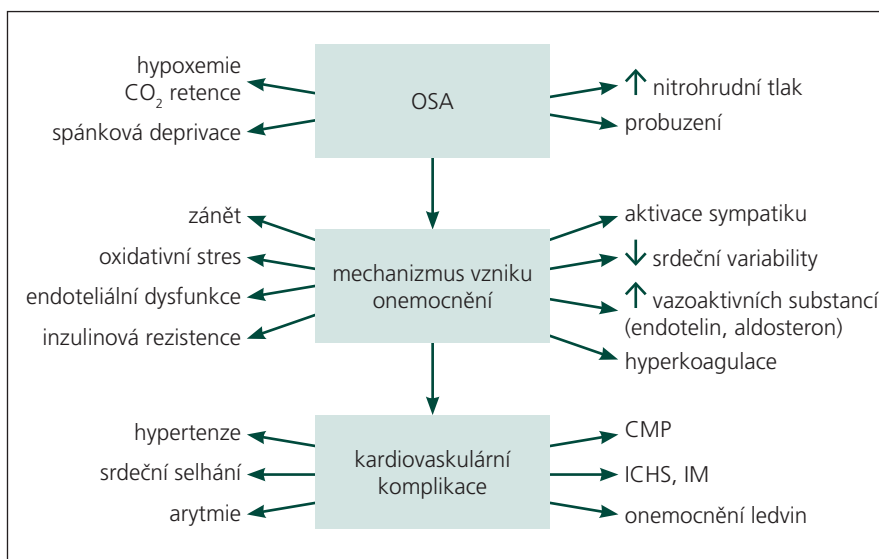 hypoxemie
CO₂ retence
spánková deprivace
OSA
↑ nitrohrudní tlak
probuzení
zánět
oxidativní stres
endoteliální dysfunkce
inzulinová rezistence
mechanizmus vzniku
onemocnění
aktivace sympatiku
↓ srdeční variability
↑ vazoaktivních substancí
(endotelin, aldosteron)
hyperkoagulace
hypertenze
srdeční selhání
arytmie
kardiovaskulární
komplikace
CMP
ICHS, IM
onemocnění ledvin